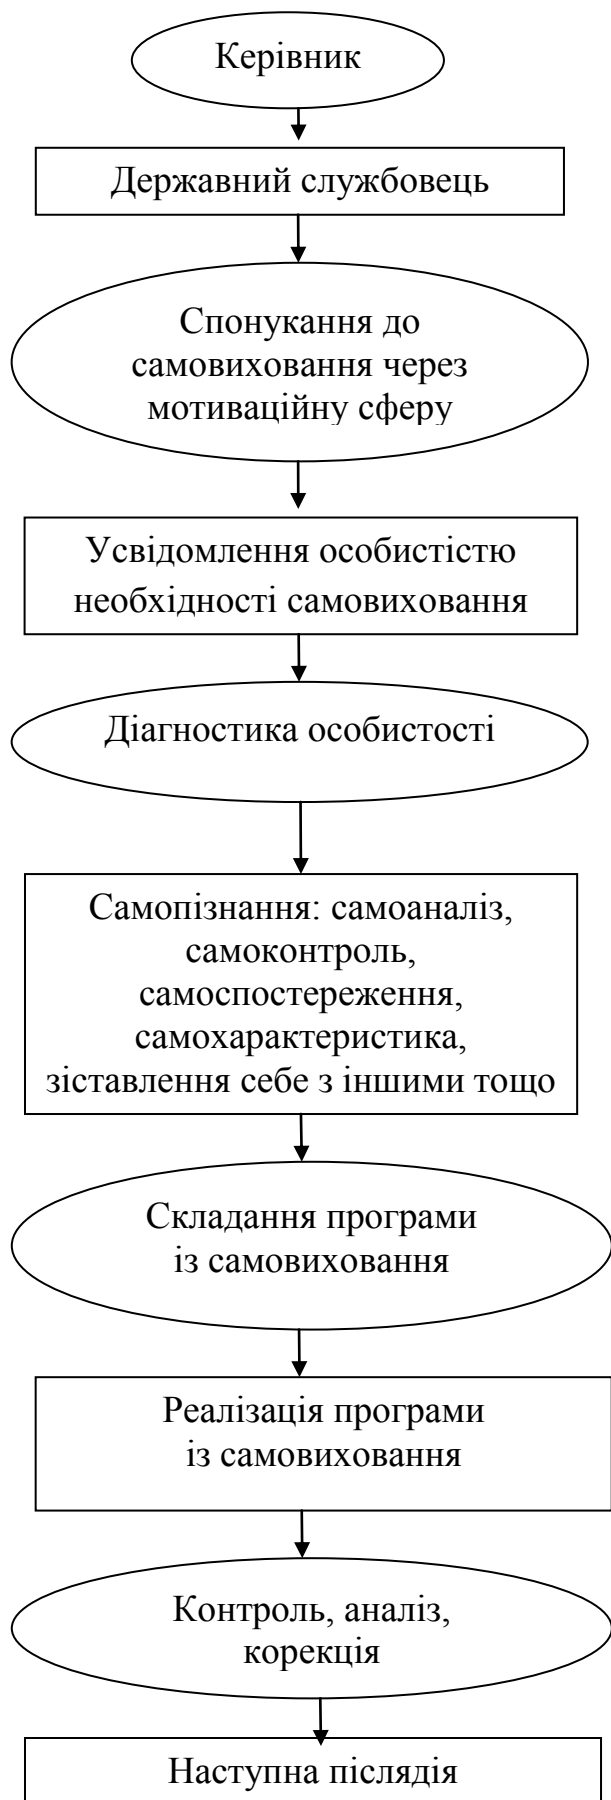 Керівник
Державний службовець
Спонукання до
самовиховання через
мотиваційну сферу
Усвідомлення особистістю
необхідності самовиховання
Діагностика особистості
Самопізнання: самоаналіз,
самоконтроль,
самоспостереження,
самохарактеристика,
зіставлення себе з іншими тощо
Складання програми
із самовиховання
Реалізація програми
із самовиховання
Контроль, аналіз,
корекція
Наступна післядія